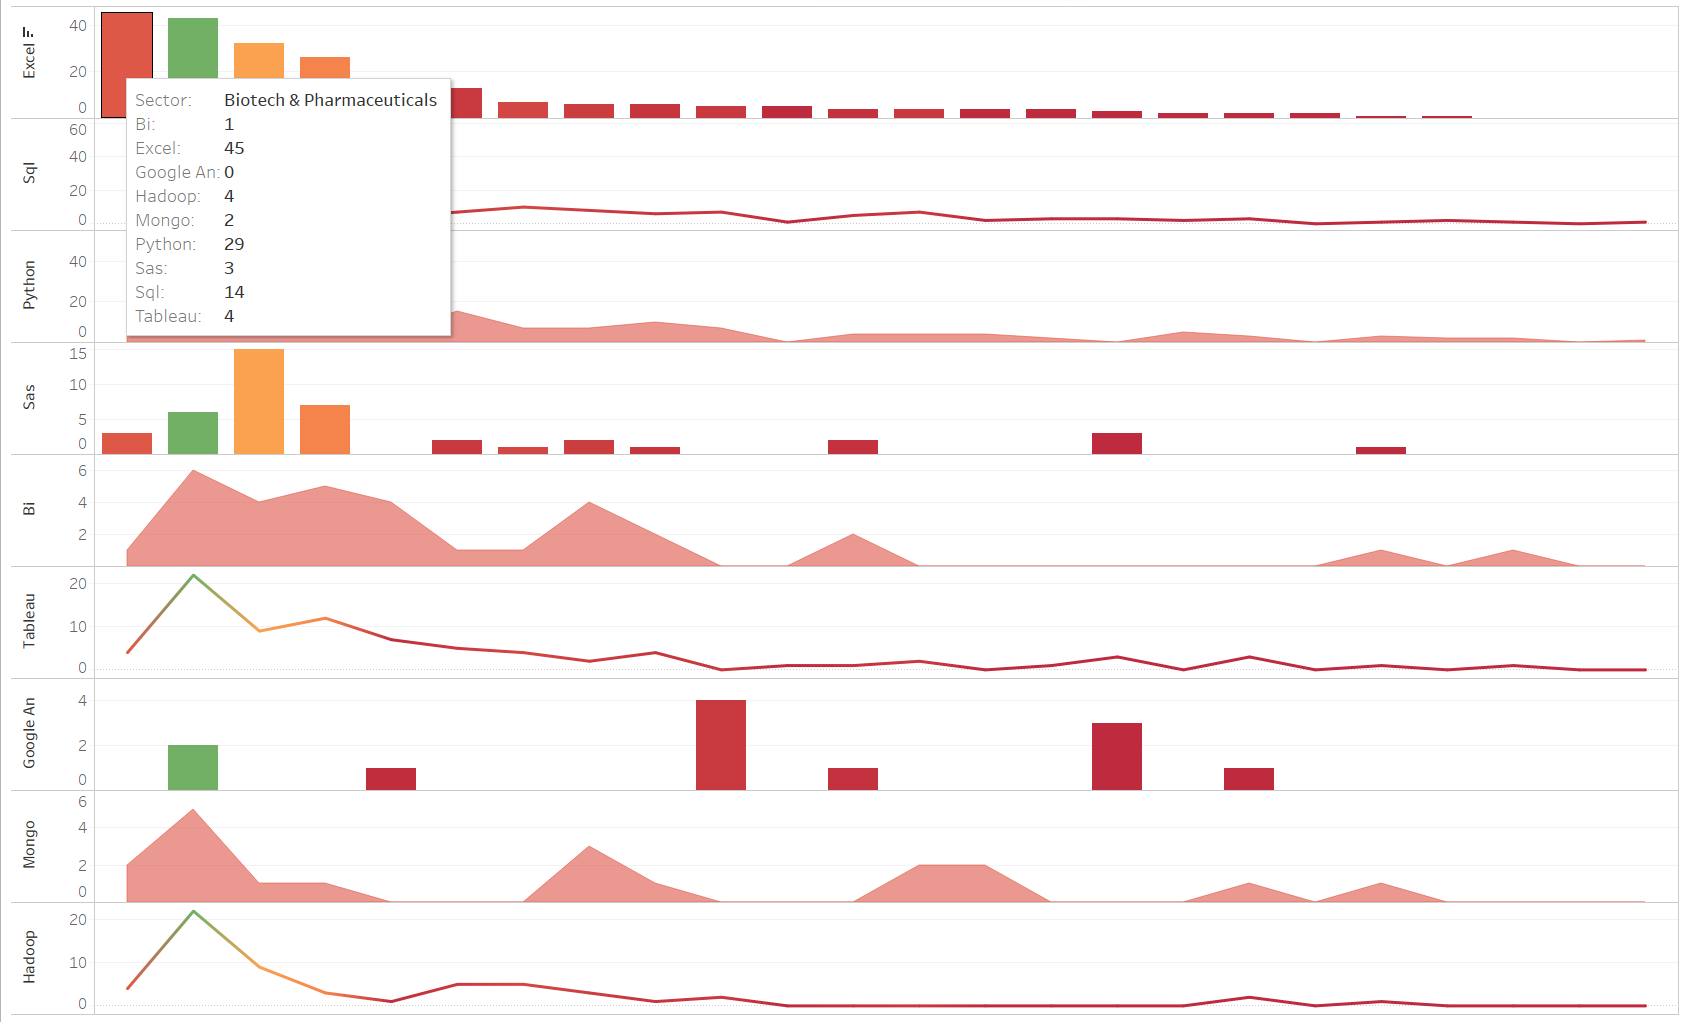 Excel
40
20
0
Sector: Biotech & Pharmaceuticals
Bi: 1
Excel: 45
Google An: 0
Hadoop: 4
Mongo: 2
Python: 29
Sas: 3
Sql: 14
Tableau: 4
Sql
60
40
20
0
Python
40
20
0
Sas
15
10
5
0
Bi
6
4
2
Tableau
20
10
0
Google An
4
2
0
Mongo
6
4
2
0
Hadoop
20
10
0